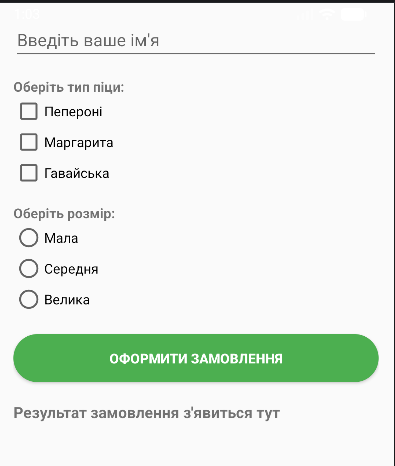 Введіть ваше ім'я
Оберіть тип піци:
Пепероні
Маргарита
Гавайська
Оберіть розмір:
Мала
Середня
Велика
ОФОРМИТИ ЗАМОВЛЕННЯ
Результат замовлення з'явиться тут